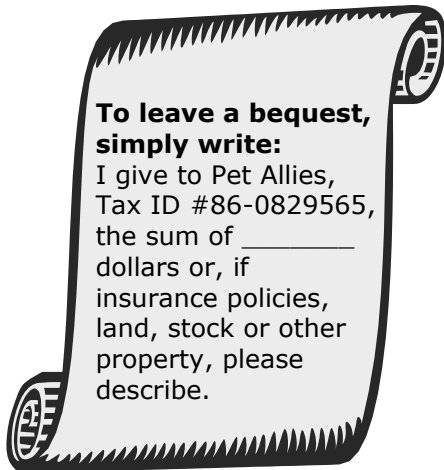 To leave a bequest,
simply write:
I give to Pet Allies,
Tax ID #86-0829565,
the sum of ________
dollars or, if
insurance policies,
land, stock or other
property, please
describe.